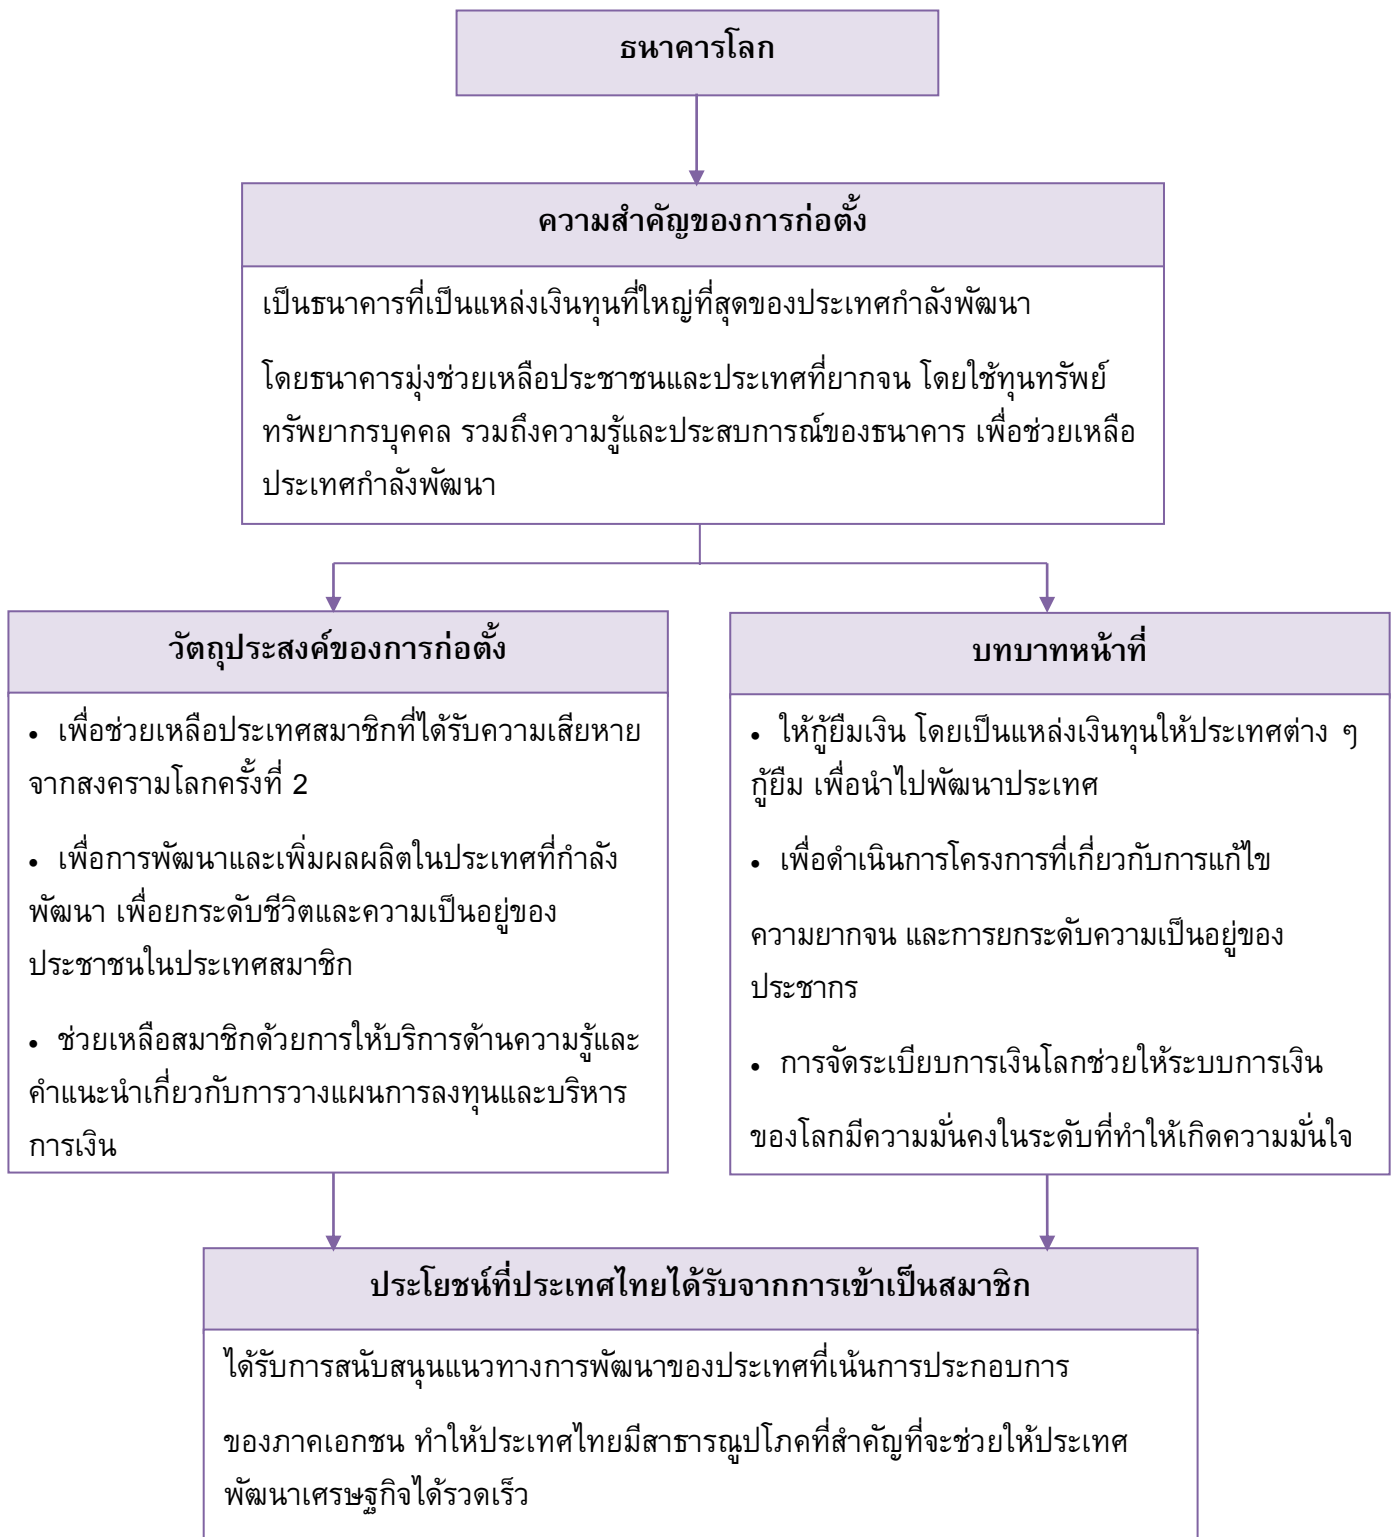 ธนาคารโลก
ความสำคัญของการก่อตั้ง
เป็นธนาคารที่เป็นแหล่งเงินทุนที่ใหญ่ที่สุดของประเทศกำลังพัฒนา
โดยธนาคารมุ่งช่วยเหลือประชาชนและประเทศที่ยากจน โดยใช้ทุนทรัพย์
ทรัพยากรบุคคล รวมถึงความรู้และประสบการณ์ของธนาคาร เพื่อช่วยเหลือ
ประเทศกำลังพัฒนา
วัตถุประสงค์ของการก่อตั้ง
• เพื่อช่วยเหลือประเทศสมาชิกที่ได้รับความเสียหาย
จากสงครามโลกครั้งที่ 2
• เพื่อการพัฒนาและเพิ่มผลผลิตในประเทศที่กำลัง
พัฒนา เพื่อยกระดับชีวิตและความเป็นอยู่ของ
ประชาชนในประเทศสมาชิก
• ช่วยเหลือสมาชิกด้วยการให้บริการด้านความรู้และ
คำแนะนำเกี่ยวกับการวางแผนการลงทุนและบริหาร
การเงิน
บทบาทหน้าที่
• ให้กู้ยืมเงิน โดยเป็นแหล่งเงินทุนให้ประเทศต่าง ๆ
กู้ยืม เพื่อนำไปพัฒนาประเทศ
• เพื่อดำเนินการโครงการที่เกี่ยวกับการแก้ไข
ความยากจน และการยกระดับความเป็นอยู่ของ
ประชากร
• การจัดระเบียบการเงินโลกช่วยให้ระบบการเงิน
ของโลกมีความมั่นคงในระดับที่ทำให้เกิดความมั่นใจ
ประโยชน์ที่ประเทศไทยได้รับจากการเข้าเป็นสมาชิก
ได้รับการสนับสนุนแนวทางการพัฒนาของประเทศที่เน้นการประกอบการ
ของภาคเอกชน ทำให้ประเทศไทยมีสาธารณูปโภคที่สำคัญที่จะช่วยให้ประเทศ
พัฒนาเศรษฐกิจได้รวดเร็ว